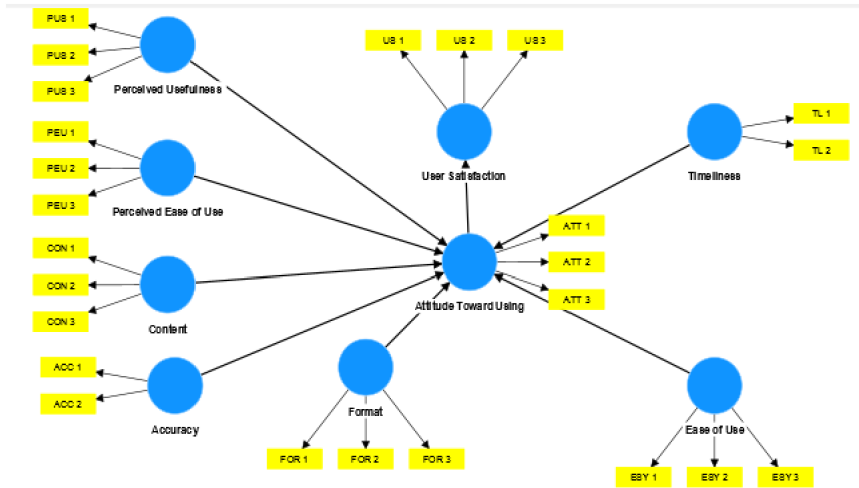 PUS 1
PUS 2
PUS 3
Perceived Usefulness
US 1
US 2
US 3
User Satisfaction
TL 1
TL 2
Timeliness
PEU 1
PEU 2
PEU 3
Perceived Ease of Use
CON 1
CON 2
CON 3
Content
ATT 1
ATT 2
ATT 3
Attitude Toward Using
ACC 1
ACC 2
Accuracy
Format
FOR 1
FOR 2
FOR 3
Ease of Use
ESY 1
ESY 2
ESY 3